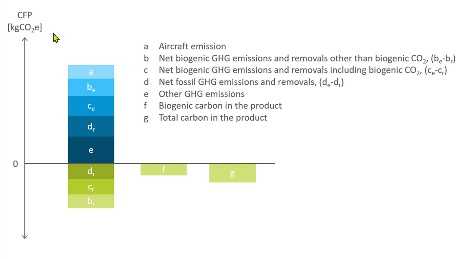 CFP
[kgCO₂e]
a Aircraft emission
b Net biogenic GHG emissions and removals other than biogenic CO₂, (bₑ-bᵣ)
c Net biogenic GHG emissions and removals including biogenic CO₂, (cₑ-cᵣ)
d Net fossil GHG emissions and removals, (dₑ-dᵣ)
e Other GHG emissions
f Biogenic carbon in the product
g Total carbon in the product
a
bₑ
cₑ
d_f
e
0
dᵣ
cᵣ
bᵣ
f
g